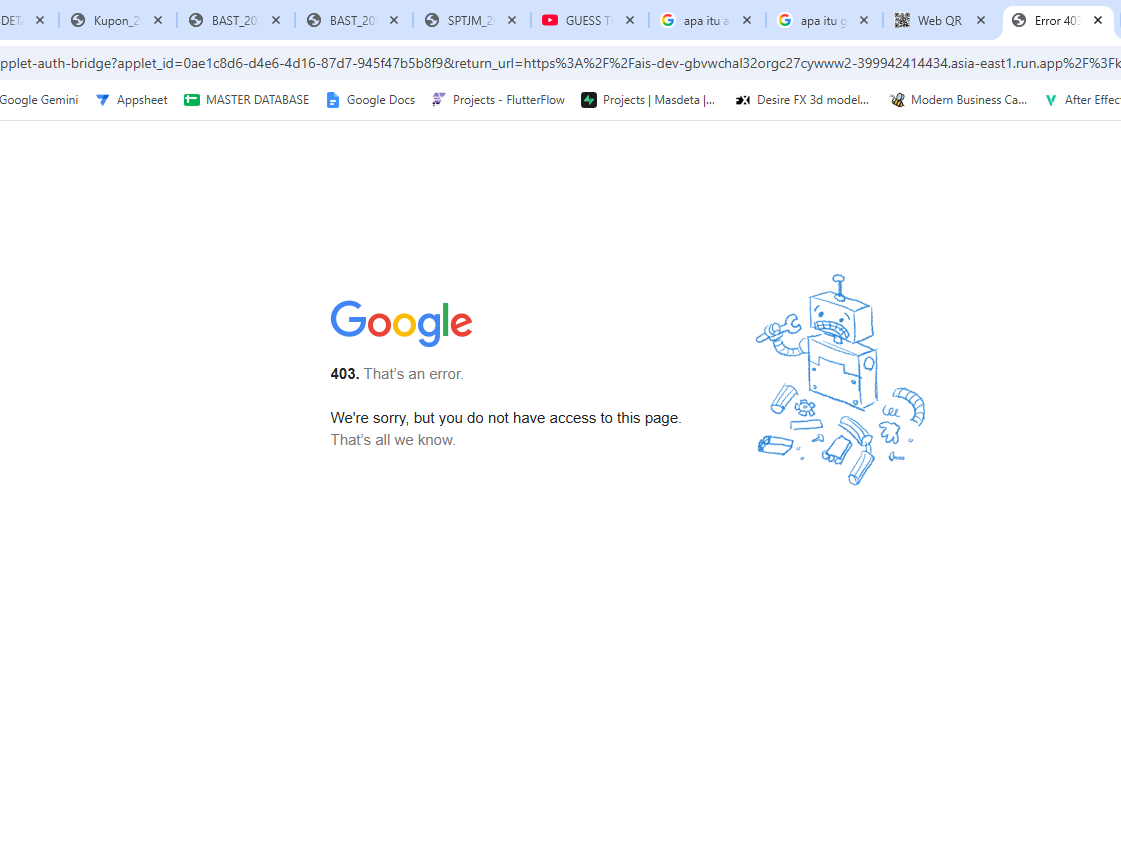 DET
Kupon_2
BAST_20
BAST_20
SPTJM_2
GUESS T
apa itu a
apa itu g
Web QR
Error 403
pplet-auth-bridge?applet_id=0ae1c8d6-d4e6-4d16-87d7-945f47b5b8f9&return_url=https%3A%2F%2Fais-dev-gbvwchal32orgc27cywww2-399942414434.asia-east1.run.app%2F%3Fk
Google Gemini
Appsheet
MASTER DATABASE
Google Docs
Projects - FlutterFlow
Projects | Masdeta |...
Desire FX 3d model...
Modern Business Ca...
After Effec
Google
403. That's an error.
We're sorry, but you do not have access to this page.
That's all we know.